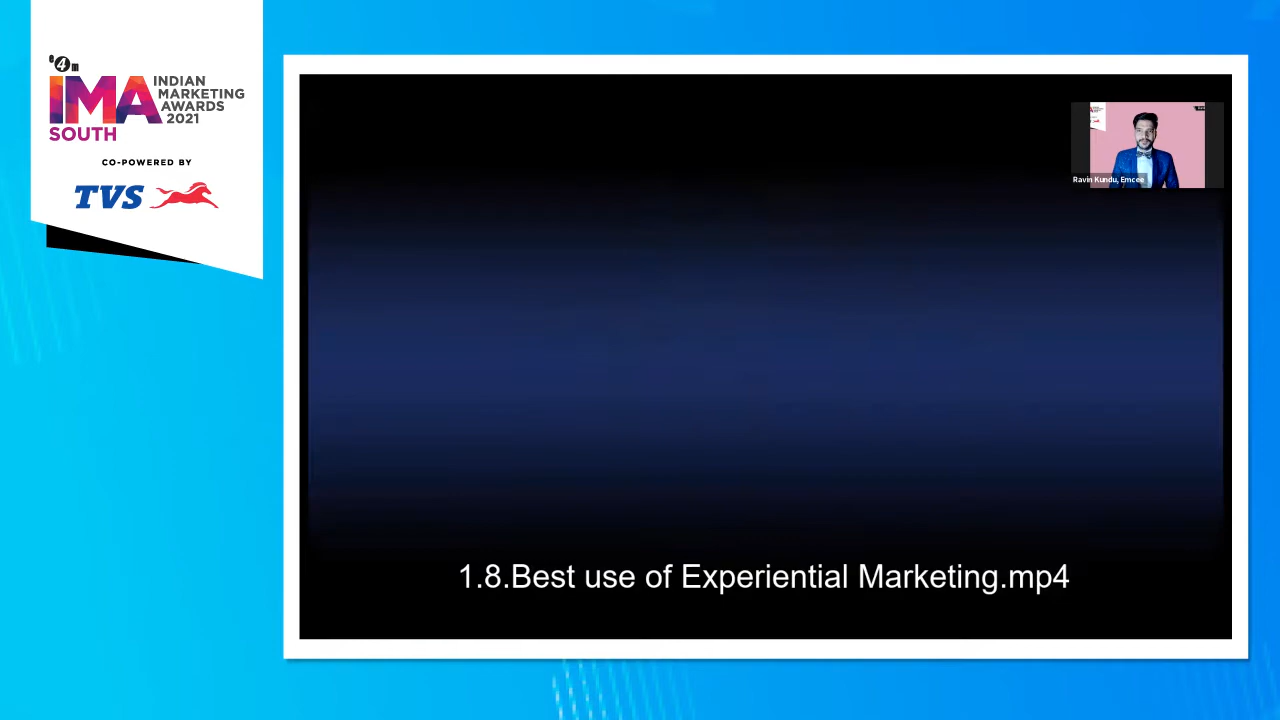 e4m
IMA
INDIAN
MARKETING
AWARDS
2021
SOUTH
CO-POWERED BY
TVS
Ravin Kundu, Emcee
1.8.Best use of Experiential Marketing.mp4